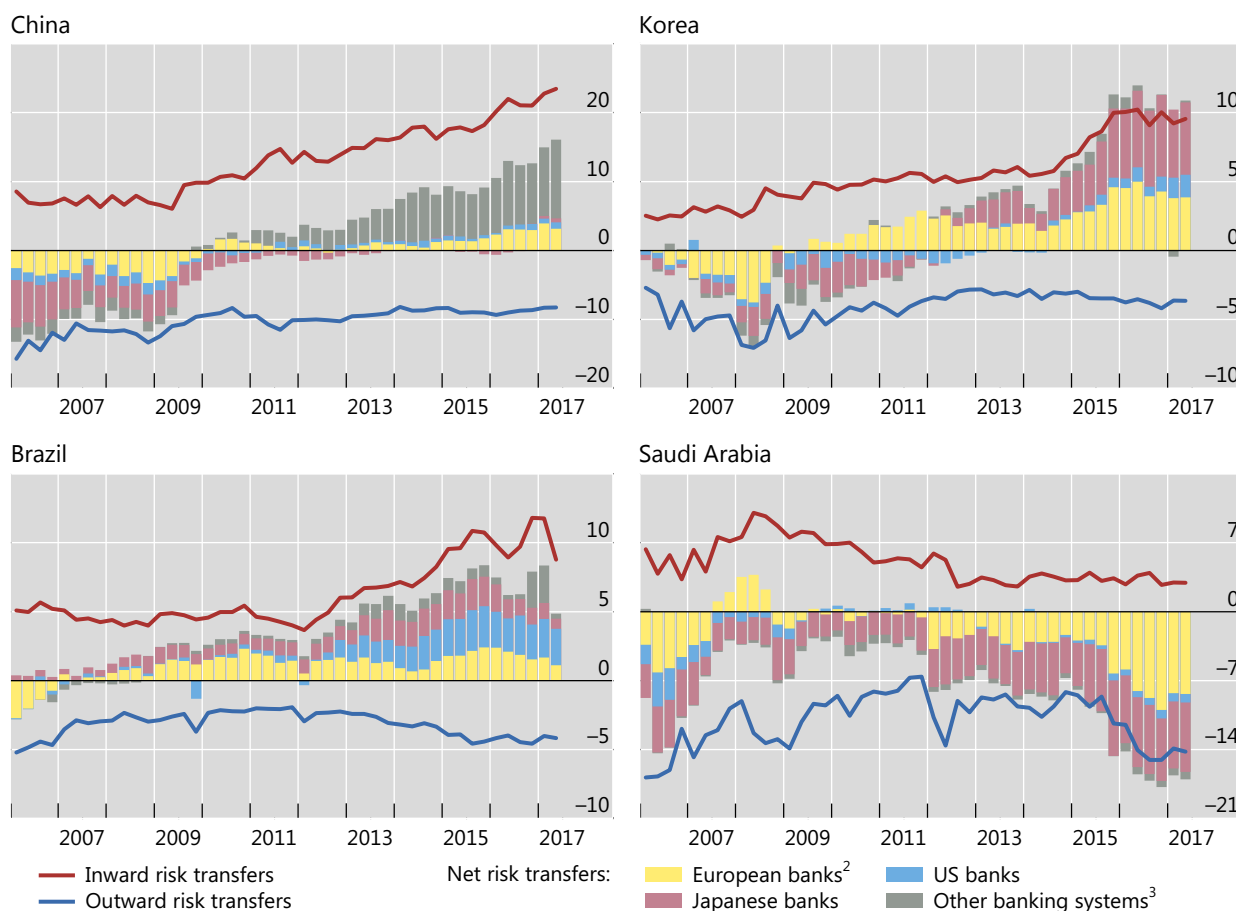 China
20
10
0
–10
–20
2007 2009 2011 2013 2015 2017
Korea
10
5
0
–5
–10
2007 2009 2011 2013 2015 2017
Brazil
10
5
0
–5
–10
2007 2009 2011 2013 2015 2017
Saudi Arabia
7
0
–7
–14
–21
2007 2009 2011 2013 2015 2017
Inward risk transfers
Outward risk transfers
Net risk transfers:
European banks²
Japanese banks
US banks
Other banking systems³